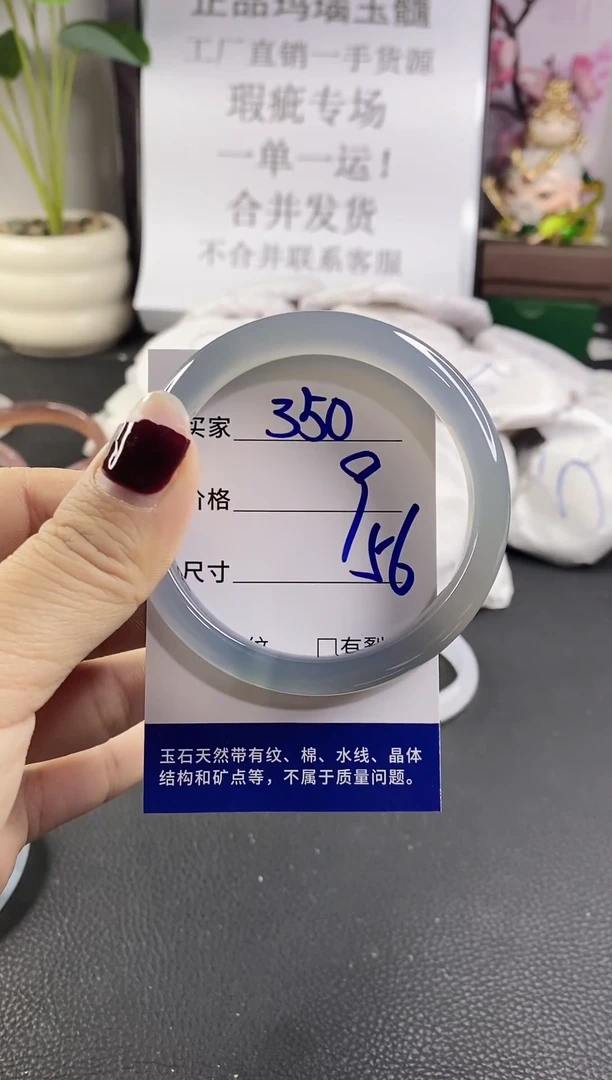 正品玛瑙玉髓
工厂直销一手货源
瑕疵专场
一单一运！
合并发货
不合并联系客服
买家 350
价格 9
尺寸 56
纹 □有裂
玉石天然带有纹、棉、水线、晶体
结构和矿点等，不属于质量问题。